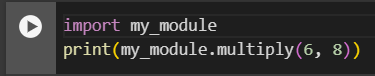 import my_module
print(my_module.multiply(6, 8))